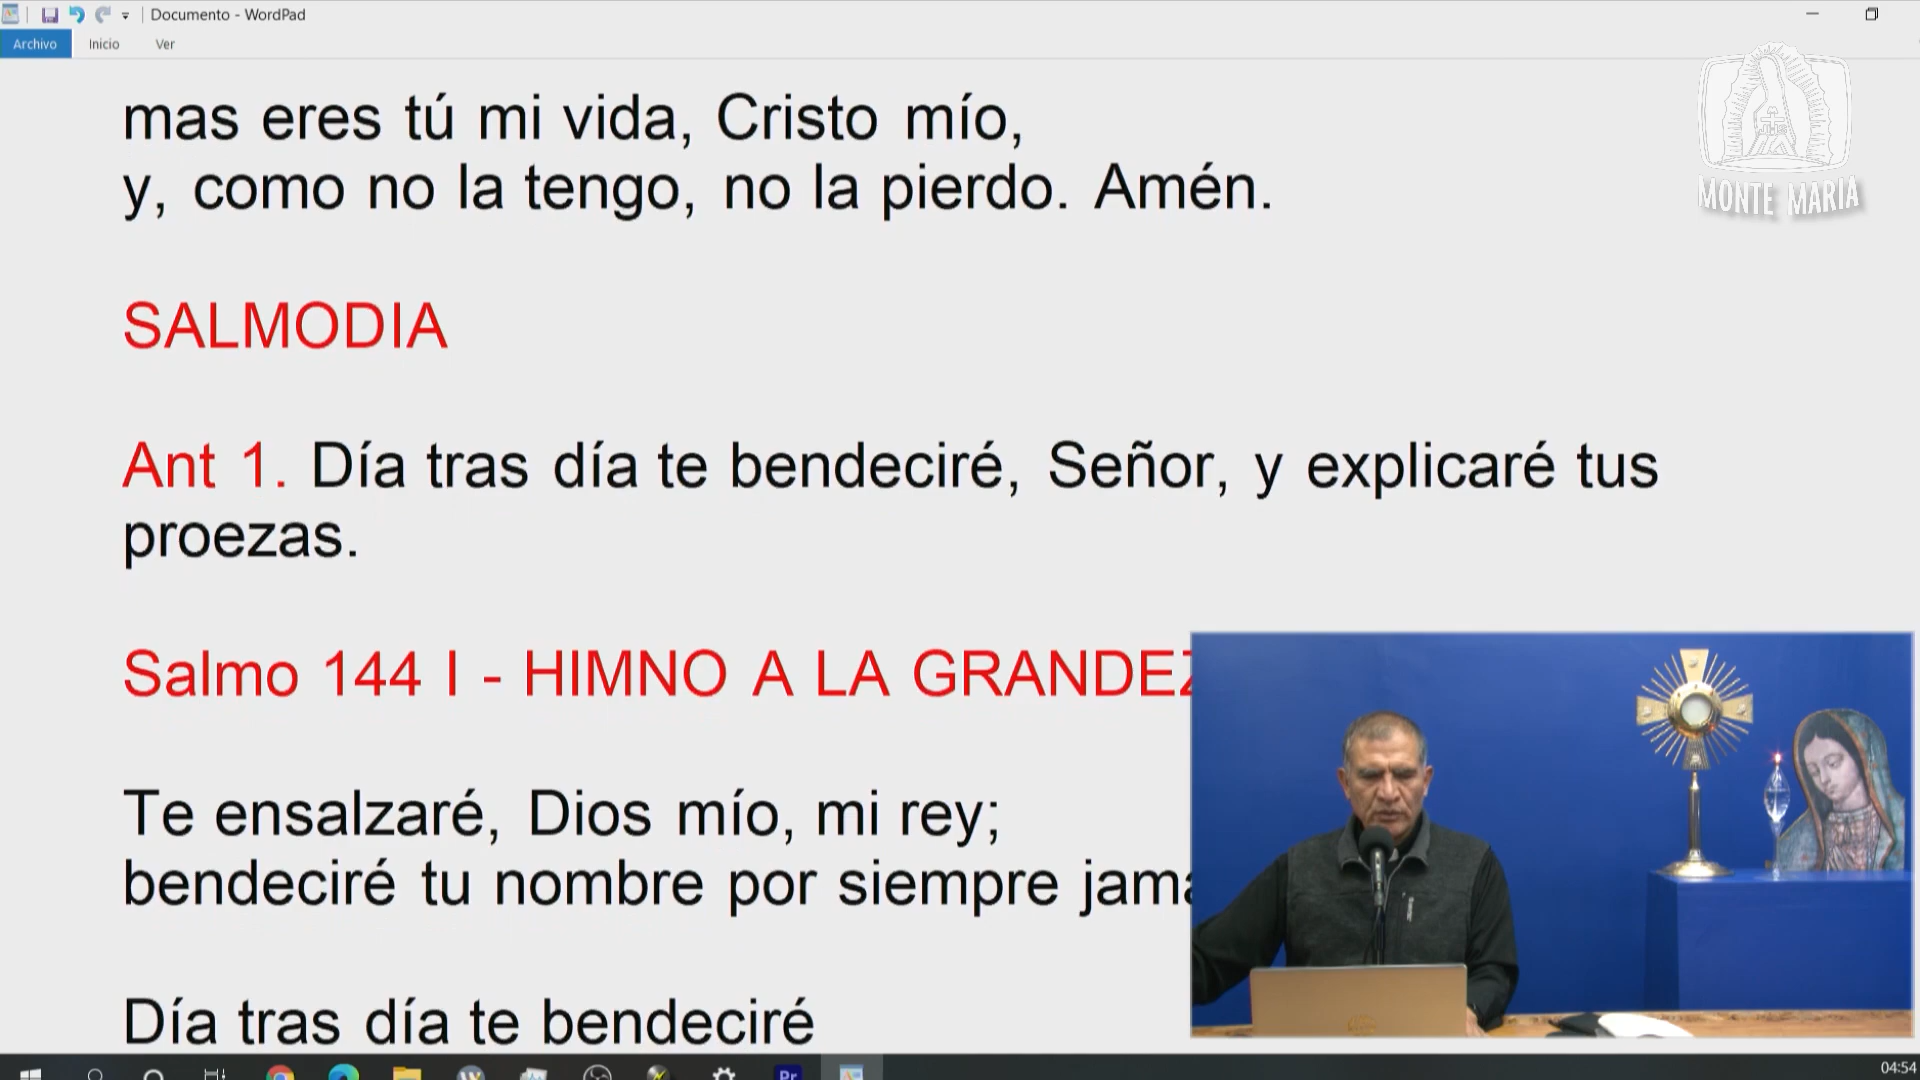 Documento - WordPad
Archivo Inicio Ver
MONTE MARIA
mas eres tú mi vida, Cristo mío,
y, como no la tengo, no la pierdo. Amén.
SALMODIA
Ant 1. Día tras día te bendeciré, Señor, y explicaré tus
proezas.
Salmo 144 I - HIMNO A LA GRANDEZ
Te ensalzaré, Dios mío, mi rey;
bendeciré tu nombre por siempre jamá
Día tras día te bendeciré
Pr
04:54